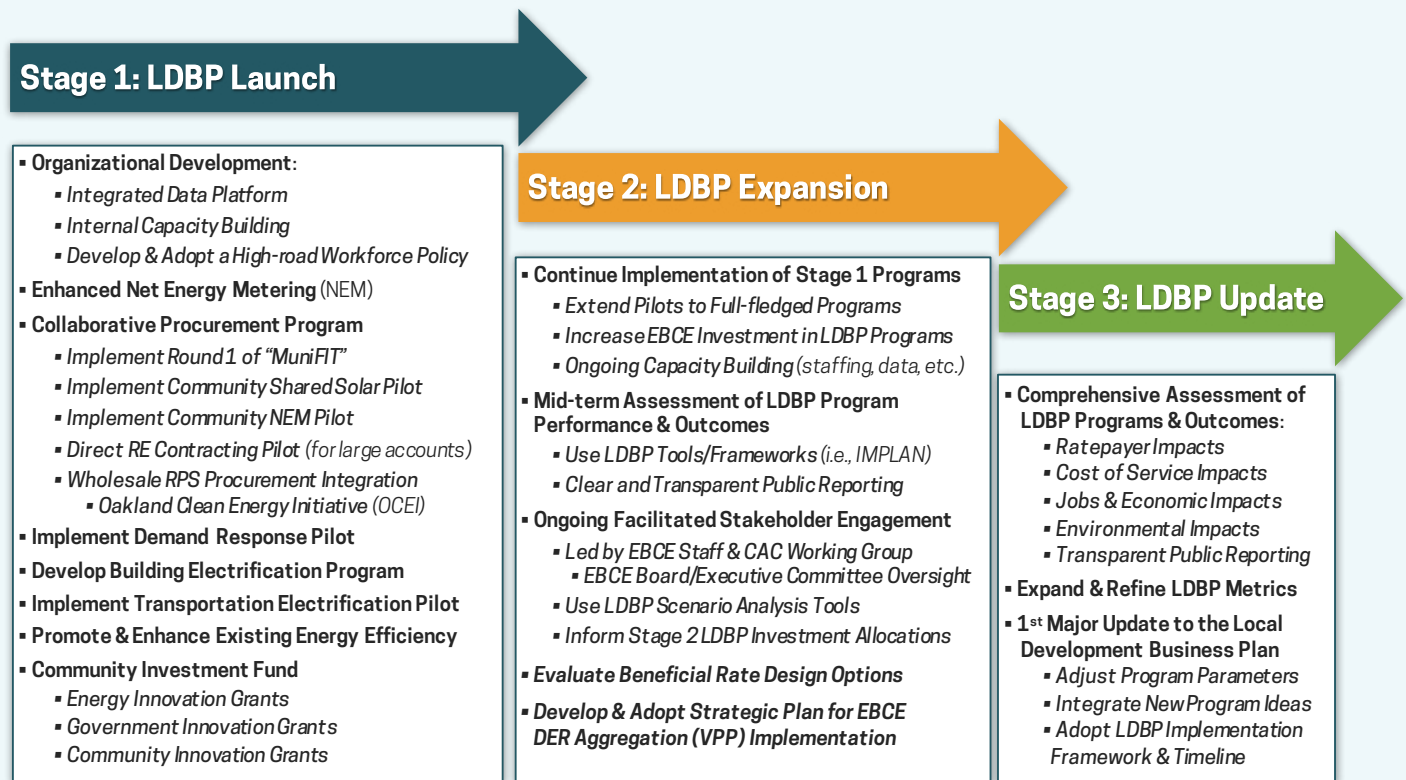 Stage 1: LDBP Launch
▪ Organizational Development:
▪ Integrated Data Platform
▪ Internal Capacity Building
▪ Develop & Adopt a High-road Workforce Policy
▪ Enhanced Net Energy Metering (NEM)
▪ Collaborative Procurement Program
▪ Implement Round 1 of “MuniFIT”
▪ Implement Community Shared Solar Pilot
▪ Implement Community NEM Pilot
▪ Direct RE Contracting Pilot (for large accounts)
▪ Wholesale RPS Procurement Integration
▪ Oakland Clean Energy Initiative (OCEI)
▪ Implement Demand Response Pilot
▪ Develop Building Electrification Program
▪ Implement Transportation Electrification Pilot
▪ Promote & Enhance Existing Energy Efficiency
▪ Community Investment Fund
▪ Energy Innovation Grants
▪ Government Innovation Grants
▪ Community Innovation Grants
Stage 2: LDBP Expansion
▪ Continue Implementation of Stage 1 Programs
▪ Extend Pilots to Full-fledged Programs
▪ Increase EBCE Investment in LDBP Programs
▪ Ongoing Capacity Building (staffing, data, etc.)
▪ Mid-term Assessment of LDBP Program
Performance & Outcomes
▪ Use LDBP Tools/Frameworks (i.e., IMPLAN)
▪ Clear and Transparent Public Reporting
▪ Ongoing Facilitated Stakeholder Engagement
▪ Led by EBCE Staff & CAC Working Group
▪ EBCE Board/Executive Committee Oversight
▪ Use LDBP Scenario Analysis Tools
▪ Inform Stage 2 LDBP Investment Allocations
▪ Evaluate Beneficial Rate Design Options
▪ Develop & Adopt Strategic Plan for EBCE
DER Aggregation (VPP) Implementation
Stage 3: LDBP Update
▪ Comprehensive Assessment of
LDBP Programs & Outcomes:
▪ Ratepayer Impacts
▪ Cost of Service Impacts
▪ Jobs & Economic Impacts
▪ Environmental Impacts
▪ Transparent Public Reporting
▪ Expand & Refine LDBP Metrics
▪ 1st Major Update to the Local
Development Business Plan
▪ Adjust Program Parameters
▪ Integrate New Program Ideas
▪ Adopt LDBP Implementation
Framework & Timeline